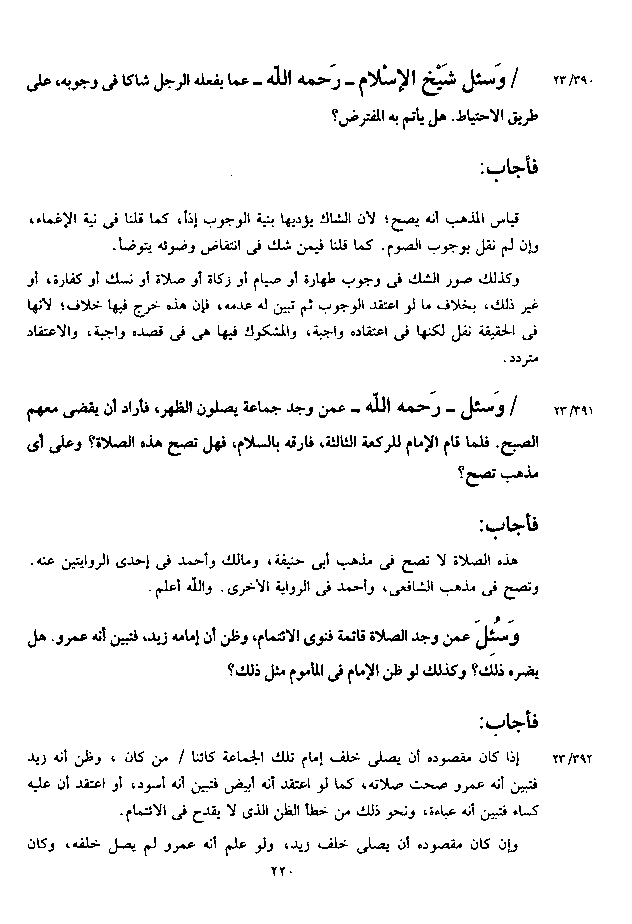 ٢٣/٣٩٠ / وَسئل شَيْخ الإسْلام ـ رَحمه اللّه ـ عما يفعله الرجل شاكا فى وجوبه، على
طريق الاحتياط. هل يأتم به المفترض؟
فأجاب:
قياس المذهب أنه يصح؛ لأن الشاك يؤديها بنية الوجوب إذاً، كما قلنا فى نية الإغماء،
وإن لم نقل بوجوب الصوم. كما قلنا فيمن شك فى انتقاض وضوئه يتوضأ.
وكذلك صور الشك فى وجوب طهارة أو صيام أو زكاة أو صلاة أو نسك أو كفارة، أو
غير ذلك، بخلاف ما لو اعتقد الوجوب ثم تبين له عدمه، فإن هذه خرج فيها خلاف؛ لأنها
فى الحقيقة نفل لكنها فى اعتقاده واجبة، والمشكوك فيها هى فى قصده واجبة، والاعتقاد
متردد.
٢٣/٣٩١ / وَسئل ـ رَحمه اللّه ـ عمن وجد جماعة يصلون الظهر، فأراد أن يقضى معهم
الصبح. فلما قام الإمام للركعة الثالثة، فارقه بالسلام، فهل تصح هذه الصلاة؟ وعلى أى
مذهب تصح؟
فأجاب:
هذه الصلاة لا تصح فى مذهب أبى حنيفة، ومالك وأحمد فى إحدى الروايتين عنه.
وتصح فى مذهب الشافعى، وأحمد فى الرواية الأخرى. واللّه أعلم.
وَسُئِلَ عمن وجد الصلاة قائمة فنوى الائتمام، وظن أن إمامه زيد، فتبين أنه عمرو. هل
يضره ذلك؟ وكذلك لو ظن الإمام فى المأموم مثل ذلك؟
فأجاب:
٢٣/٣٩٢ إذا كان مقصوده أن يصلى خلف إمام تلك الجماعة كائنا / من كان ، وظن أنه زيد
فتبين أنه عمرو صحت صلاته، كما لو اعتقد أنه أبيض فتبين أنه أسود، أو اعتقد أن عليه
كساء فتبين أنه عباءة، ونحو ذلك من خطأ الظن الذى لا يقدح فى الائتمام.
وإن كان مقصوده أن يصلى خلف زيد، ولو علم أنه عمرو لم يصل خلفه، وكان
٢٢٠